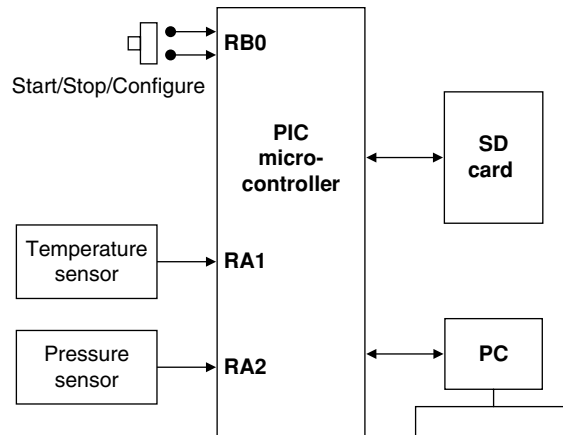 RB0
Start/Stop/Configure
PIC
micro-
controller
SD
card
Temperature
sensor
RA1
Pressure
sensor
RA2
PC